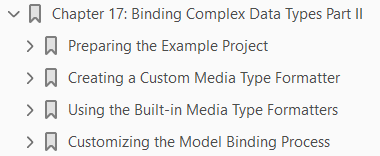 Chapter 17: Binding Complex Data Types Part II
Preparing the Example Project
Creating a Custom Media Type Formatter
Using the Built-in Media Type Formatters
Customizing the Model Binding Process